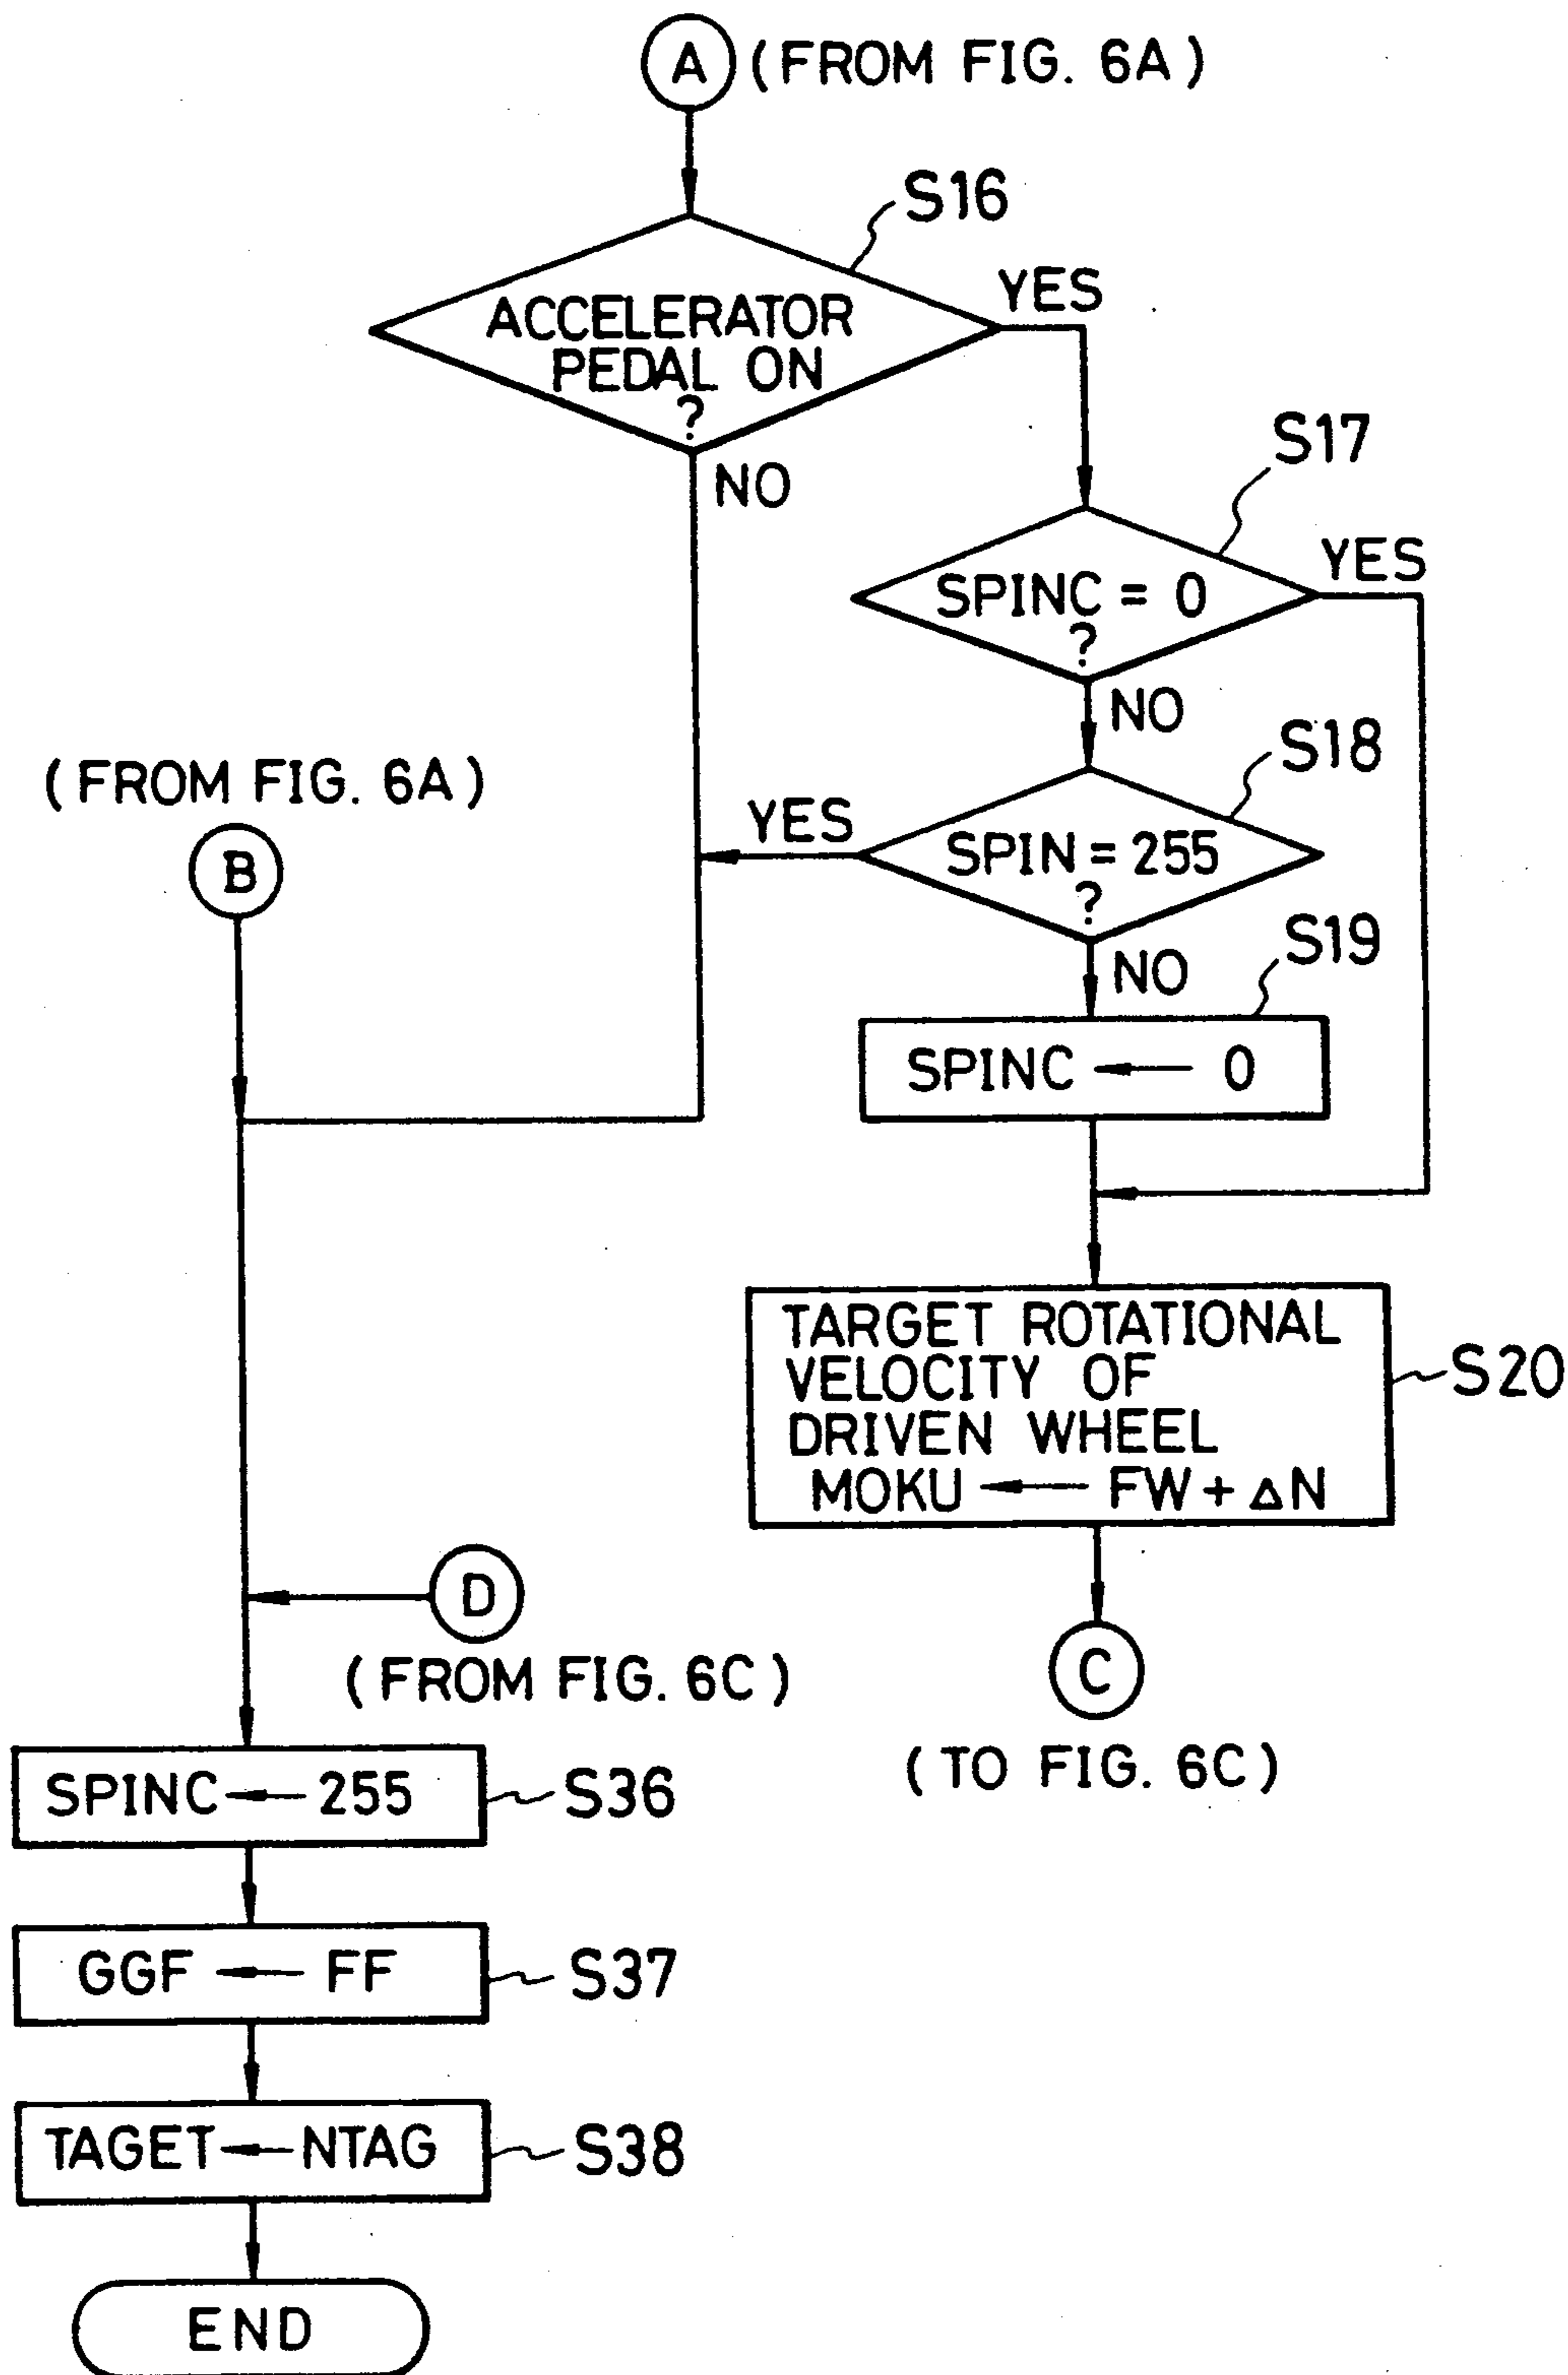 A (FROM FIG. 6A)
S16
ACCELERATOR
PEDAL ON
?
YES
NO
S17
SPINC = 0
?
YES
NO
S18
SPIN = 255
?
YES
NO
(FROM FIG. 6A)
B
S19
SPINC ← 0
TARGET ROTATIONAL
VELOCITY OF
DRIVEN WHEEL
MOKU ← FW + ΔN
S20
D
(FROM FIG. 6C)
C
(TO FIG. 6C)
SPINC ← 255
S36
GGF ← FF
S37
TAGET ← NTAG
S38
END